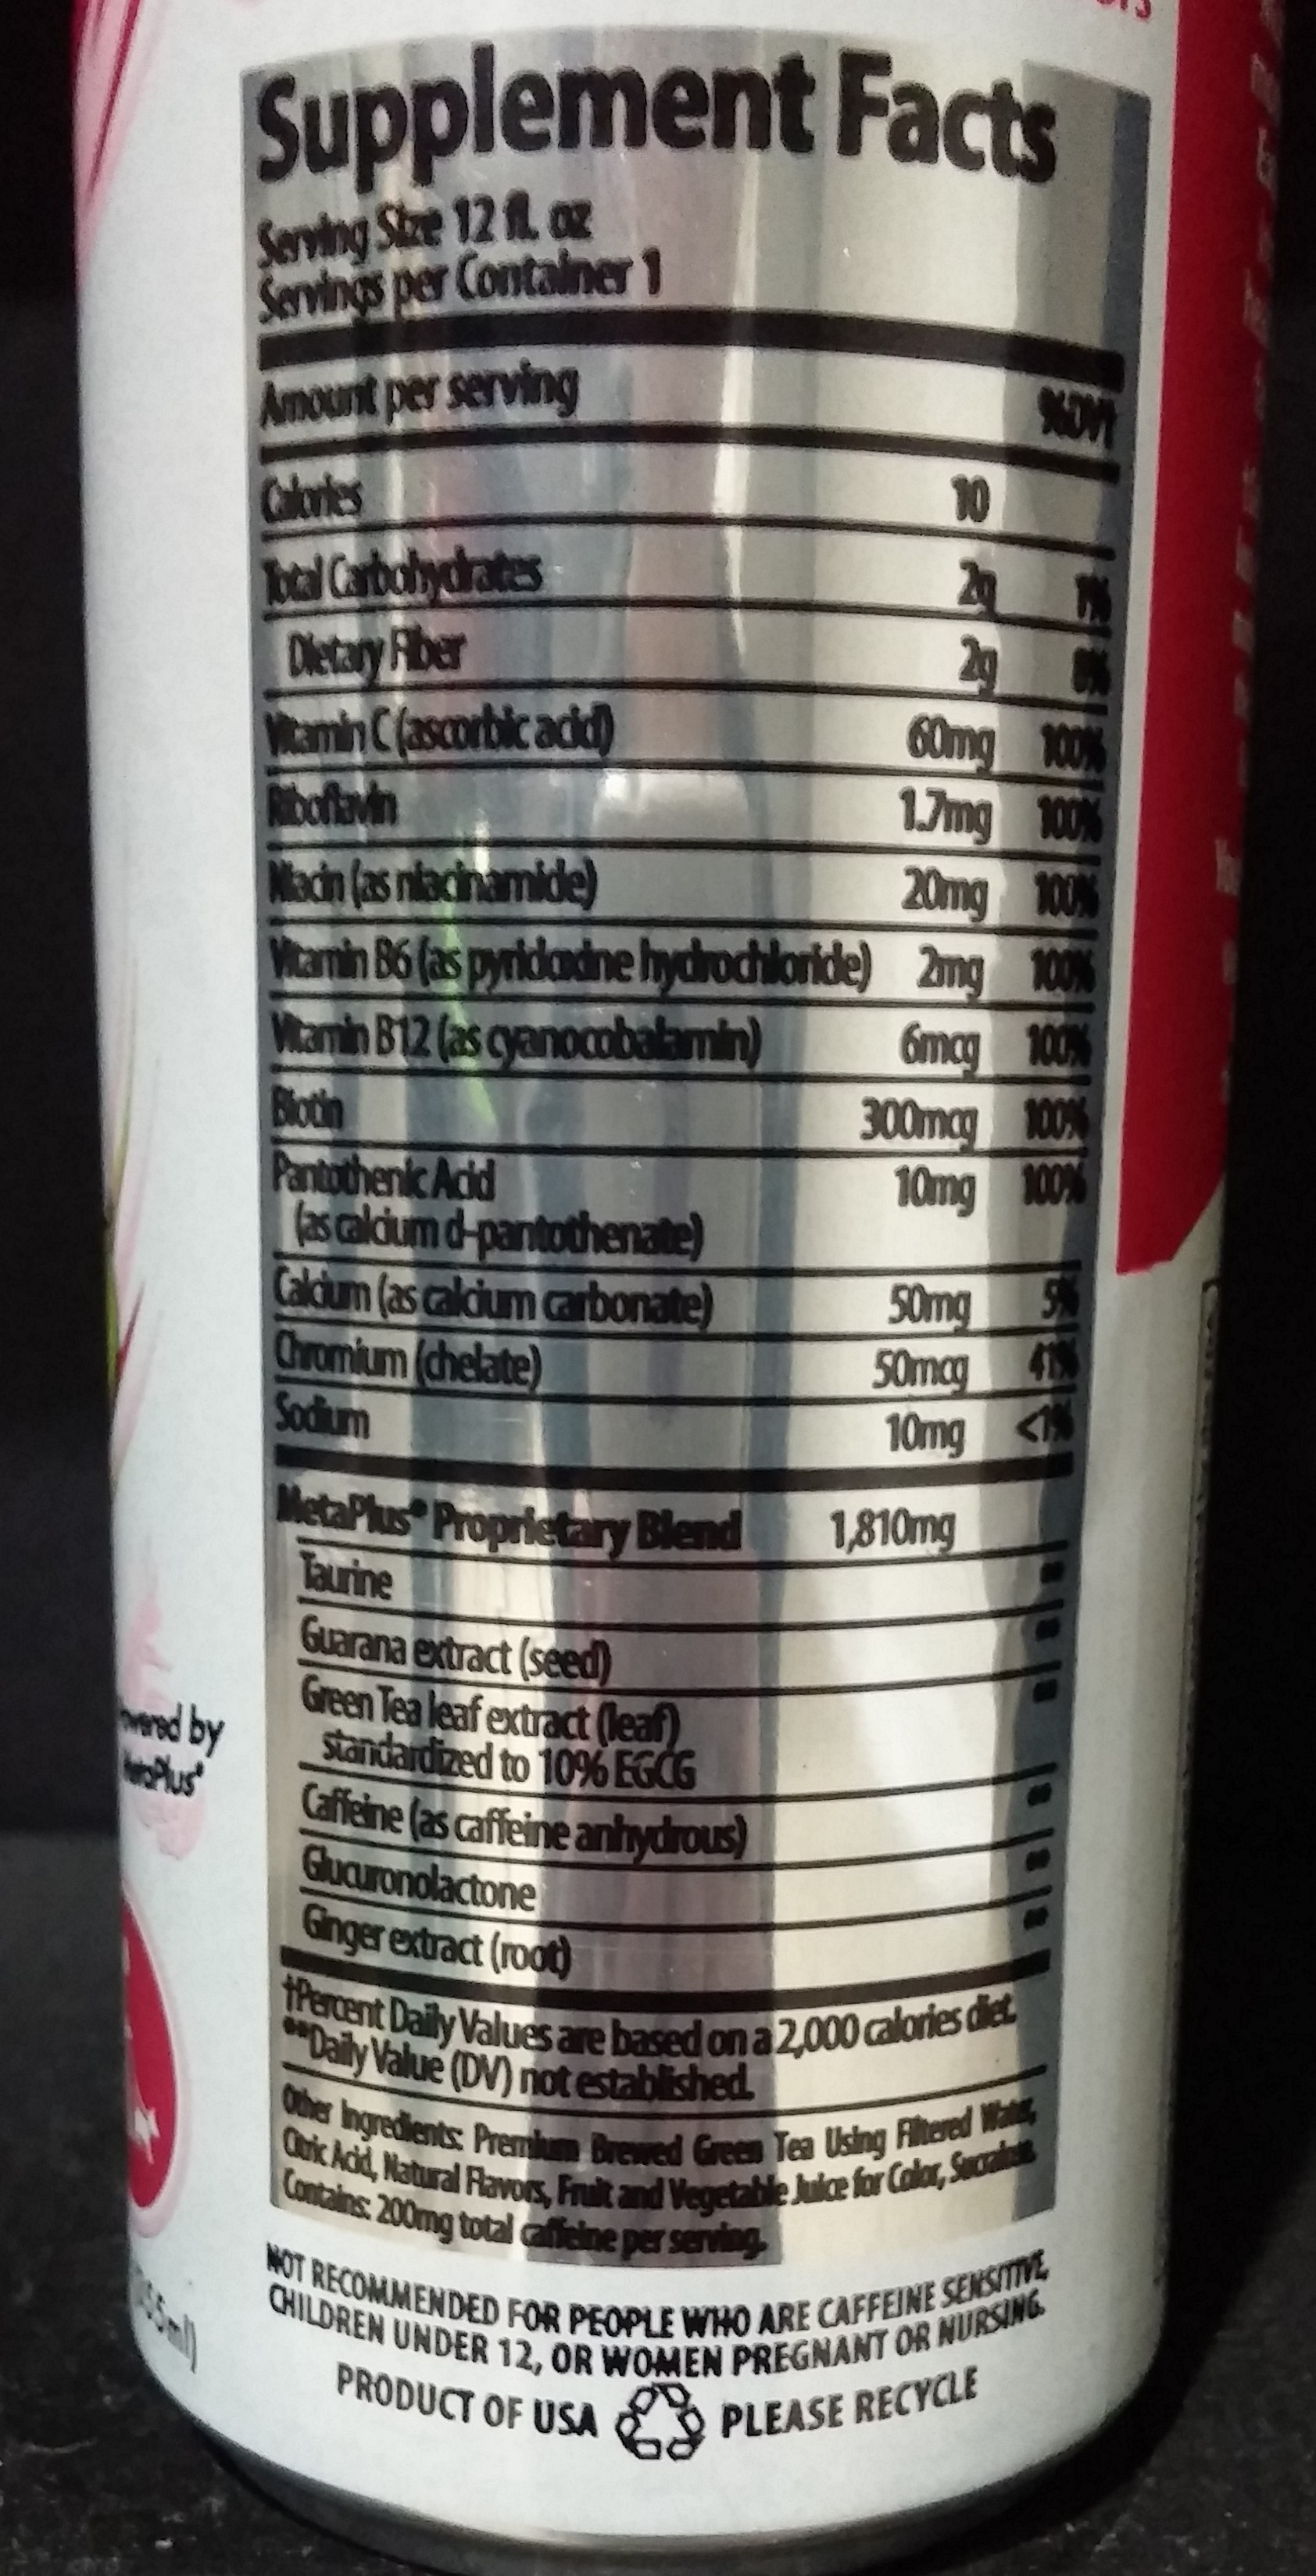 Supplement Facts
Serving Size 12 fl. oz
Servings per Container 1
Amount per serving %DV†
Calories 10
Total Carbohydrates 2g 1%
Dietary Fiber 2g 8%
Vitamin C (ascorbic acid) 60mg 100%
Riboflavin 1.7mg 100%
Niacin (as niacinamide) 20mg 100%
Vitamin B6 (as pyridoxine hydrochloride) 2mg 100%
Vitamin B12 (as cyanocobalamin) 6mcg 100%
Biotin 300mcg 100%
Pantothenic Acid 10mg 100%
(as calcium d-pantothenate)
Calcium (as calcium carbonate) 50mg 5%
Chromium (chelate) 50mcg 41%
Sodium 10mg <1%
MetaPlus® Proprietary Blend 1,810mg
Taurine **
Guarana extract (seed) **
Green Tea leaf extract (leaf) **
standardized to 10% EGCG
Caffeine (as caffeine anhydrous) **
Glucuronolactone **
Ginger extract (root) **
†Percent Daily Values are based on a 2,000 calories diet.
**Daily Value (DV) not established.
Other Ingredients: Premium Brewed Green Tea Using Filtered Water,
Citric Acid, Natural Flavors, Fruit and Vegetable Juice for Color, Sucralose.
Contains: 200mg total caffeine per serving.
NOT RECOMMENDED FOR PEOPLE WHO ARE CAFFEINE SENSITIVE,
CHILDREN UNDER 12, OR WOMEN PREGNANT OR NURSING.
PRODUCT OF USA PLEASE RECYCLE
by